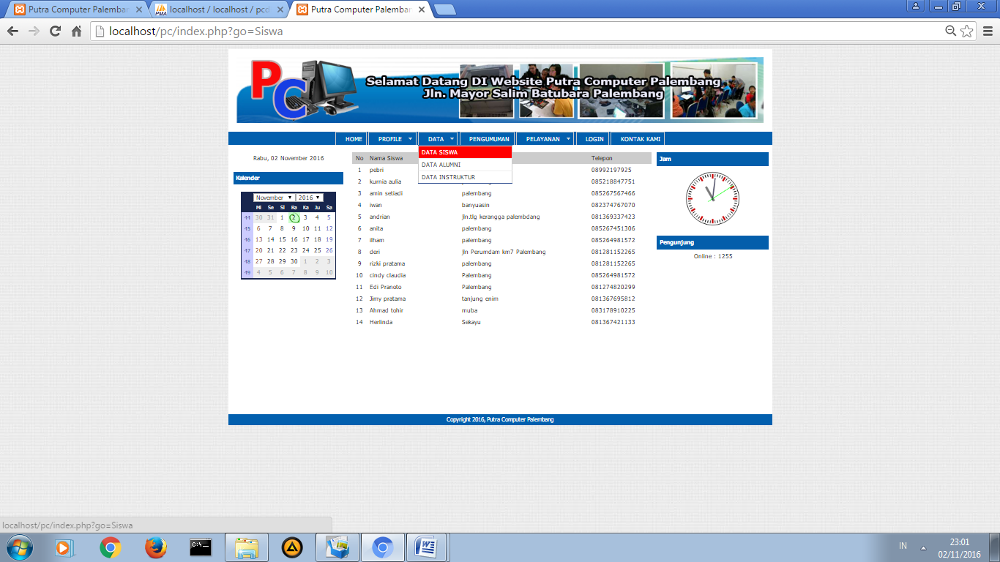 Putra Computer Palemban
localhost / localhost / pcd
Putra Computer Palemban
localhost/pc/index.php?go=Siswa
PC
Selamat Datang DI Website Putra Computer Palembang
Jln. Mayor Salim Batubara Palembang
HOME PROFILE DATA PENGUMUMAN PELAYANAN LOGIN KONTAK KAMI
DATA SISWA
DATA ALUMNI
DATA INSTRUKTUR
Rabu, 02 November 2016
Kalender
November 2016
Mi Se Sl Ra Ka Ju Sa
44 30 31 1 2 3 4 5
45 6 7 8 9 10 11 12
46 13 14 15 16 17 18 19
47 20 21 22 23 24 25 26
48 27 28 29 30 1 2 3
49 4 5 6 7 8 9 10
No Nama Siswa Telepon
1 pebri 08992197925
2 kurnia aulia 085218847751
3 amin setiadi palembang 085267567466
4 iwan banyuasin 082374767070
5 andrian jln.tlg kerangga palembdang 081369337423
6 anita palembang 085267451306
7 ilham palembang 085264981572
8 deri jln Perumdam km7 Palembang 081281152265
9 rizki pratama palembang 081281152265
10 cindy claudia Palembang 085264981572
11 Edi Pranoto Palembang 081274820299
12 Jimy pratama tanjung enim 081367695812
13 Ahmad tohir muba 083178910225
14 Herlinda Sekayu 081367421133
Jam
Pengunjung
Online : 1255
Copyright 2016, Putra Computer Palembang
localhost/pc/index.php?go=Siswa
IN
23:01
02/11/2016